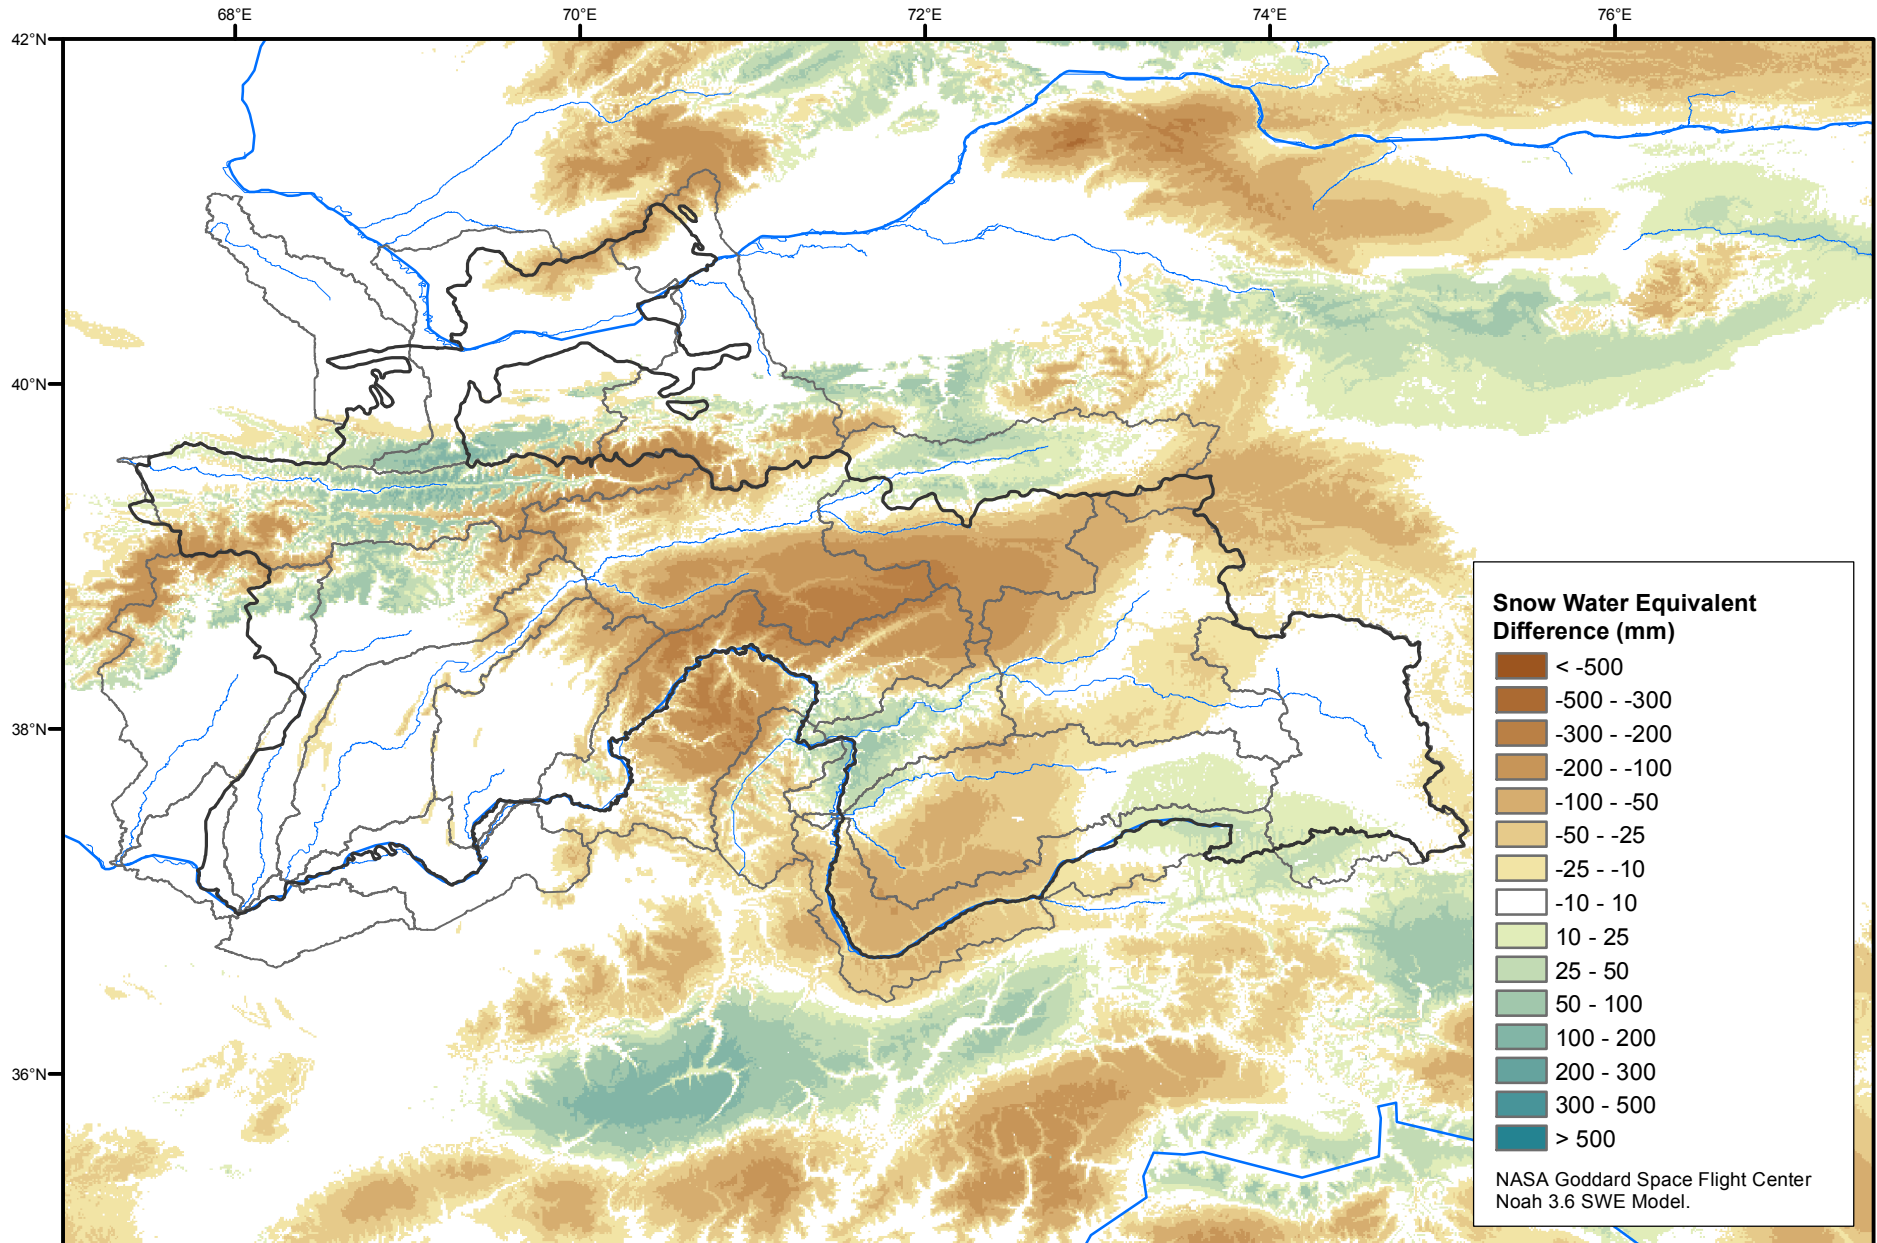 68°E
70°E
72°E
74°E
76°E
42°N
40°N
38°N
36°N
Snow Water Equivalent
Difference (mm)
< -500
-500 - -300
-300 - -200
-200 - -100
-100 - -50
-50 - -25
-25 - -10
-10 - 10
10 - 25
25 - 50
50 - 100
100 - 200
200 - 300
300 - 500
> 500
NASA Goddard Space Flight Center
Noah 3.6 SWE Model.